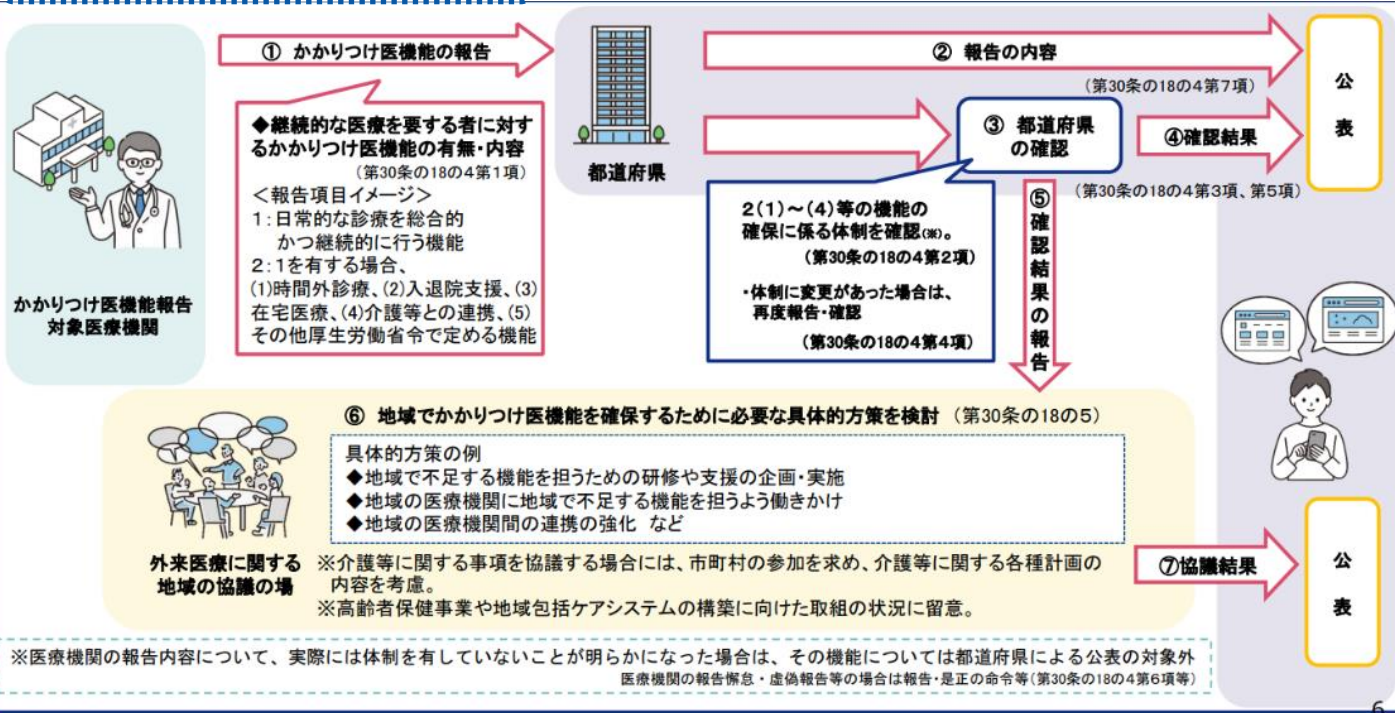 ① かかりつけ医機能の報告
② 報告の内容
(第30条の18の4第7項)
公
表
◆継続的な医療を要する者に対す
るかかりつけ医機能の有無・内容
(第30条の18の4第1項)
＜報告項目イメージ＞
1：日常的な診療を総合的
かつ継続的に行う機能
2：1を有する場合、
(1)時間外診療、(2)入退院支援、(3)
在宅医療、(4)介護等との連携、(5)
その他厚生労働省令で定める機能
かかりつけ医機能報告
対象医療機関
都道府県
③ 都道府県
の確認
④確認結果
(第30条の18の4第3項、第5項)
2(1)～(4)等の機能の
確保に係る体制を確認(※)。
(第30条の18の4第2項)
・体制に変更があった場合は、
再度報告・確認
(第30条の18の4第4項)
⑤確認結果の報告
⑥ 地域でかかりつけ医機能を確保するために必要な具体的方策を検討 (第30条の18の5)
具体的方策の例
◆地域で不足する機能を担うための研修や支援の企画・実施
◆地域の医療機関に地域で不足する機能を担うよう働きかけ
◆地域の医療機関間の連携の強化 など
外来医療に関する
地域の協議の場
※介護等に関する事項を協議する場合には、市町村の参加を求め、介護等に関する各種計画の
内容を考慮。
※高齢者保健事業や地域包括ケアシステムの構築に向けた取組の状況に留意。
⑦協議結果
公
表
※医療機関の報告内容について、実際には体制を有していないことが明らかになった場合は、その機能については都道府県による公表の対象外
医療機関の報告懈怠・虚偽報告等の場合は報告・是正の命令等(第30条の18の4第6項等)
6